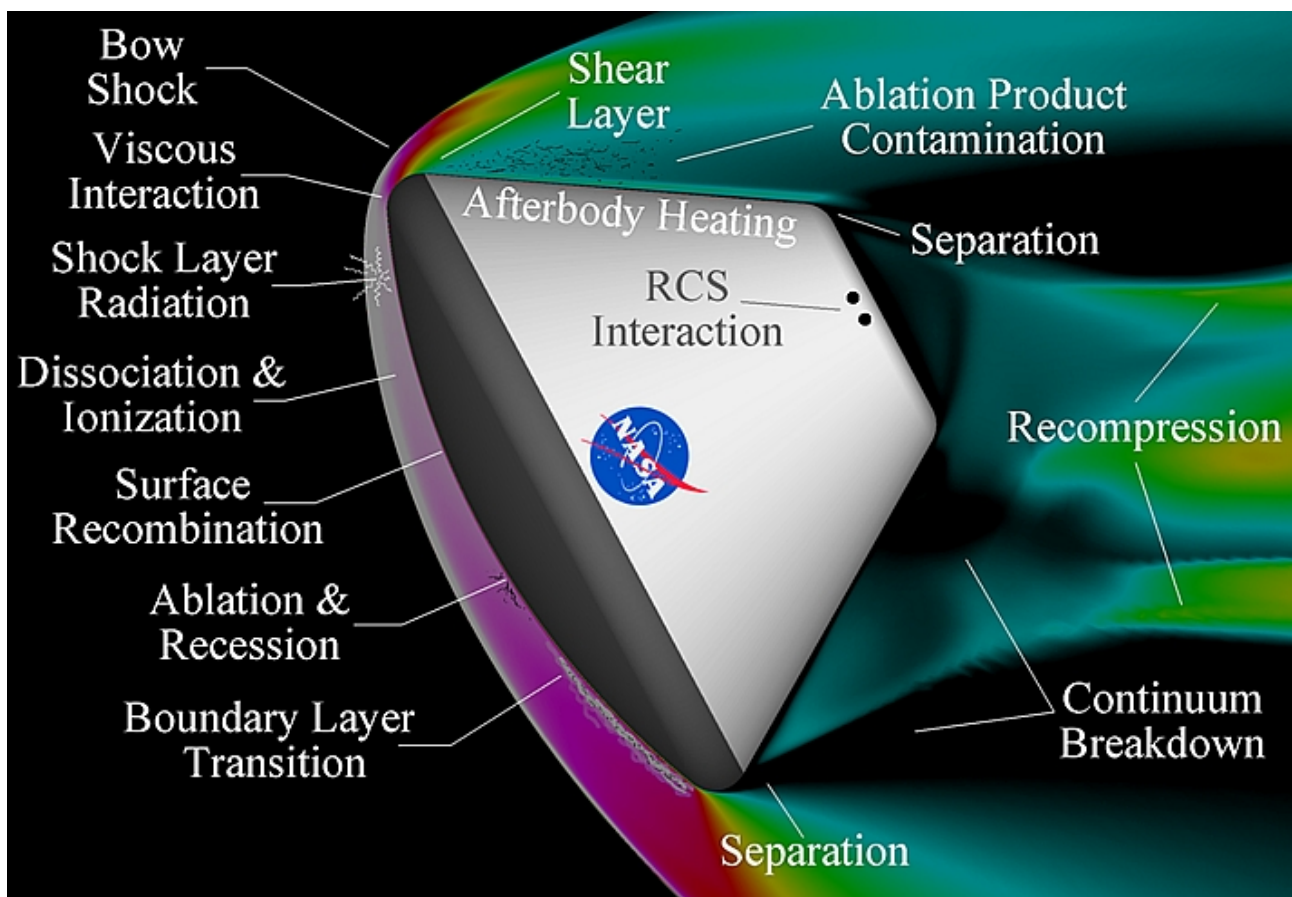 Bow
Shock
Viscous
Interaction
Shock Layer
Radiation
Dissociation &
Ionization
Surface
Recombination
Ablation &
Recession
Boundary Layer
Transition
Shear
Layer
Ablation Product
Contamination
Afterbody Heating
Separation
RCS
Interaction
NASA
Recompression
Continuum
Breakdown
Separation